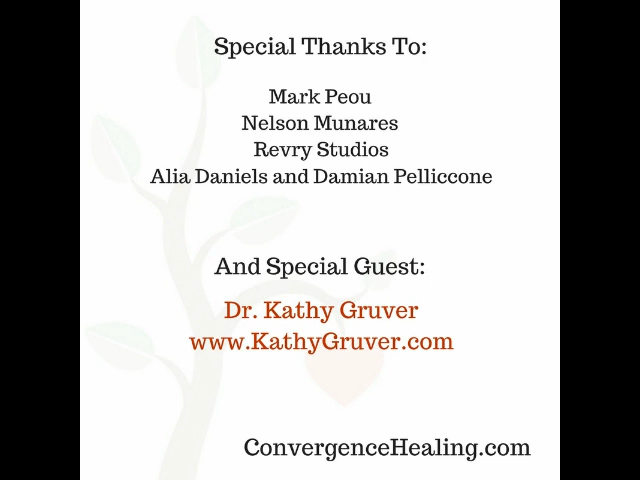 Special Thanks To:
Mark Peou
Nelson Munares
Revry Studios
Alia Daniels and Damian Pelliccone
And Special Guest:
Dr. Kathy Gruver
www.KathyGruver.com
ConvergenceHealing.com